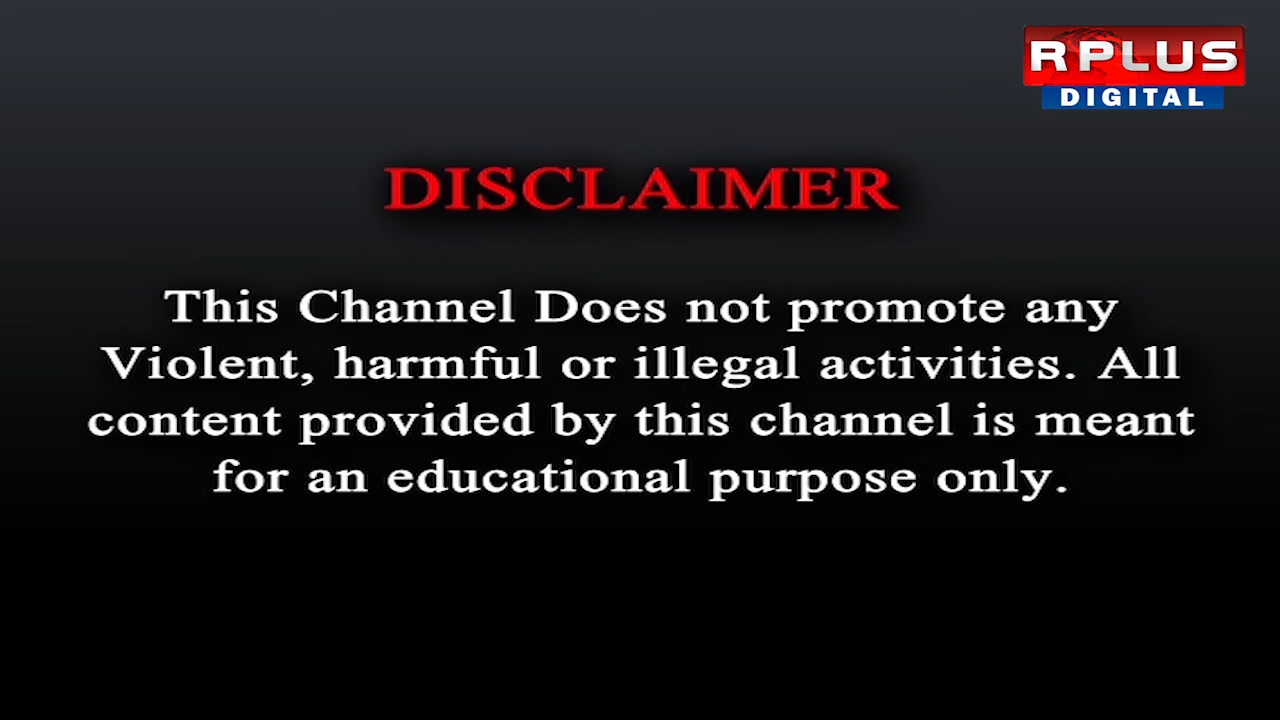 RPLUS
DIGITAL
DISCLAIMER
This Channel Does not promote any
Violent, harmful or illegal activities. All
content provided by this channel is meant
for an educational purpose only.